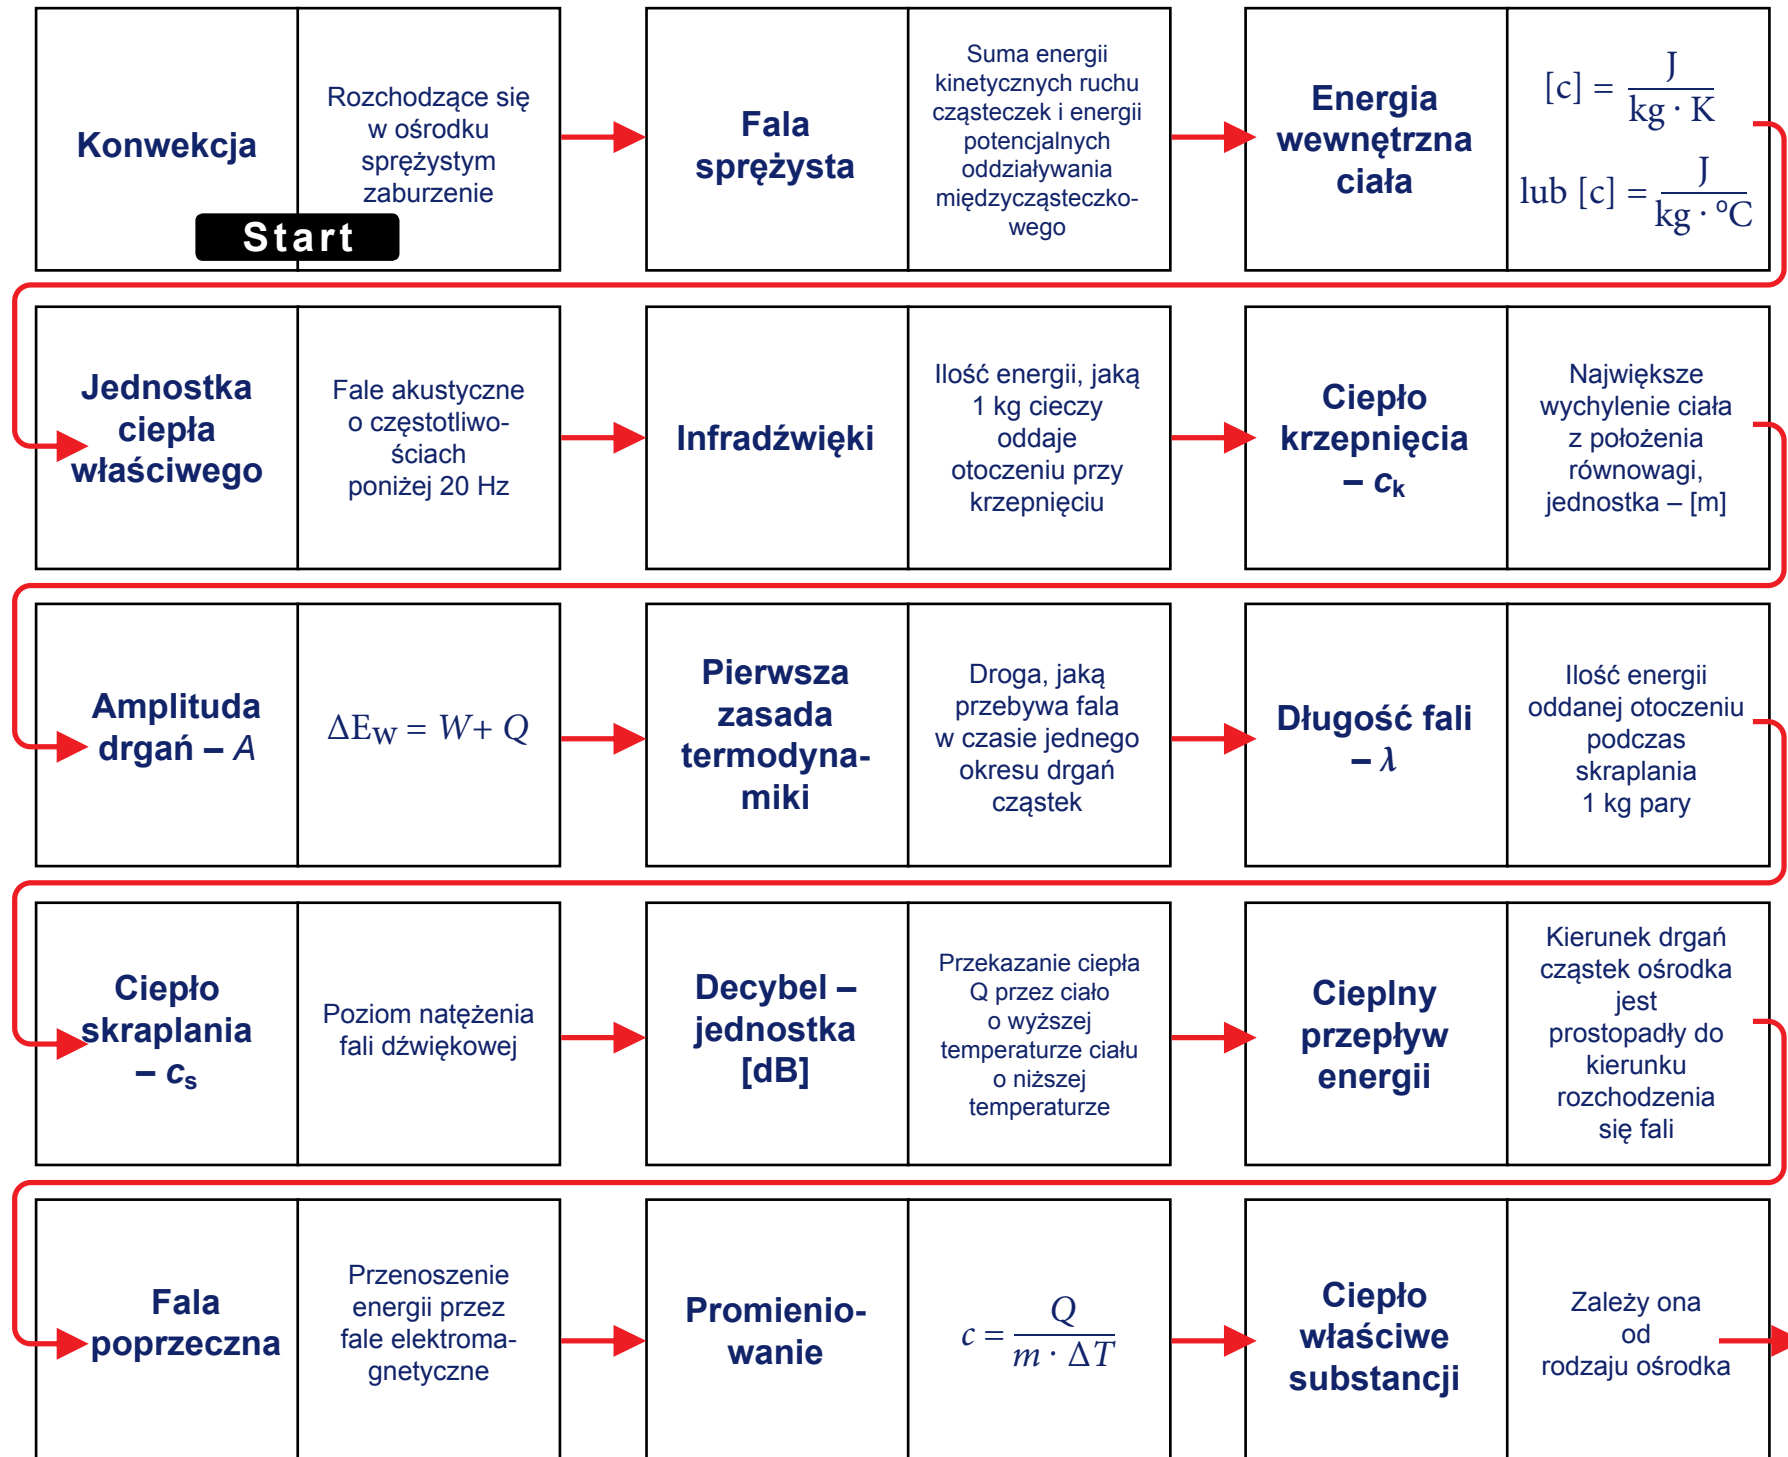 Konwekcja
Rozchodzące się
w ośrodku
sprężystym
zaburzenie
Start
Fala
sprężysta
Suma energii
kinetycznych ruchu
cząsteczek i energii
potencjalnych
oddziaływania
międzycząsteczko-
wego
Energia
wewnętrzna
ciała
[c] = J / kg · K
lub [c] = J / kg · °C
Jednostka
ciepła
właściwego
Fale akustyczne
o częstotliwo-
ściach
poniżej 20 Hz
Infradźwięki
Ilość energii, jaką
1 kg cieczy
oddaje
otoczeniu przy
krzepnięciu
Ciepło
krzepnięcia
– ck
Największe
wychylenie ciała
z położenia
równowagi,
jednostka – [m]
Amplituda
drgań – A
ΔEw = W+ Q
Pierwsza
zasada
termodyna-
miki
Droga, jaką
przebywa fala
w czasie jednego
okresu drgań
cząstek
Długość fali
– λ
Ilość energii
oddanej otoczeniu
podczas
skraplania
1 kg pary
Ciepło
skraplania
– cs
Poziom natężenia
fali dźwiękowej
Decybel –
jednostka
[dB]
Przekazanie ciepła
Q przez ciało
o wyższej
temperaturze ciału
o niższej
temperaturze
Cieplny
przepływ
energii
Kierunek drgań
cząstek ośrodka
jest
prostopadły do
kierunku
rozchodzenia
się fali
Fala
poprzeczna
Przenoszenie
energii przez
fale elektroma-
gnetyczne
Promienio-
wanie
c = Q / m · ΔT
Ciepło
właściwe
substancji
Zależy ona
od
rodzaju ośrodka